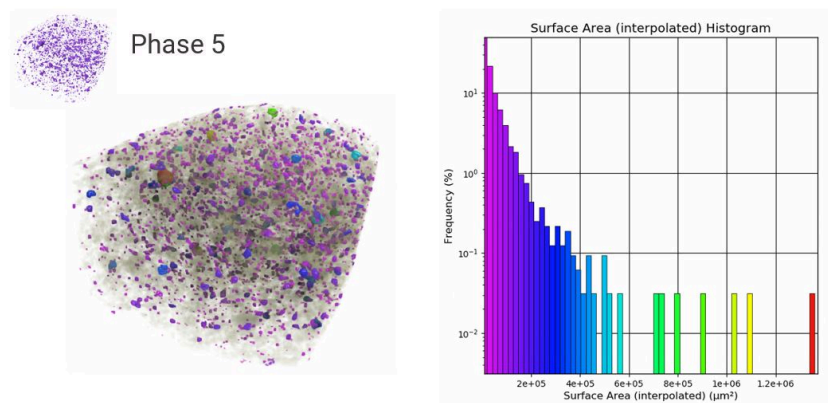 Phase 5
Surface Area (interpolated) Histogram
Frequency (%)
10¹
10⁰
10⁻¹
10⁻²
2e+05 4e+05 6e+05 8e+05 1e+06 1.2e+06
Surface Area (interpolated) (μm²)